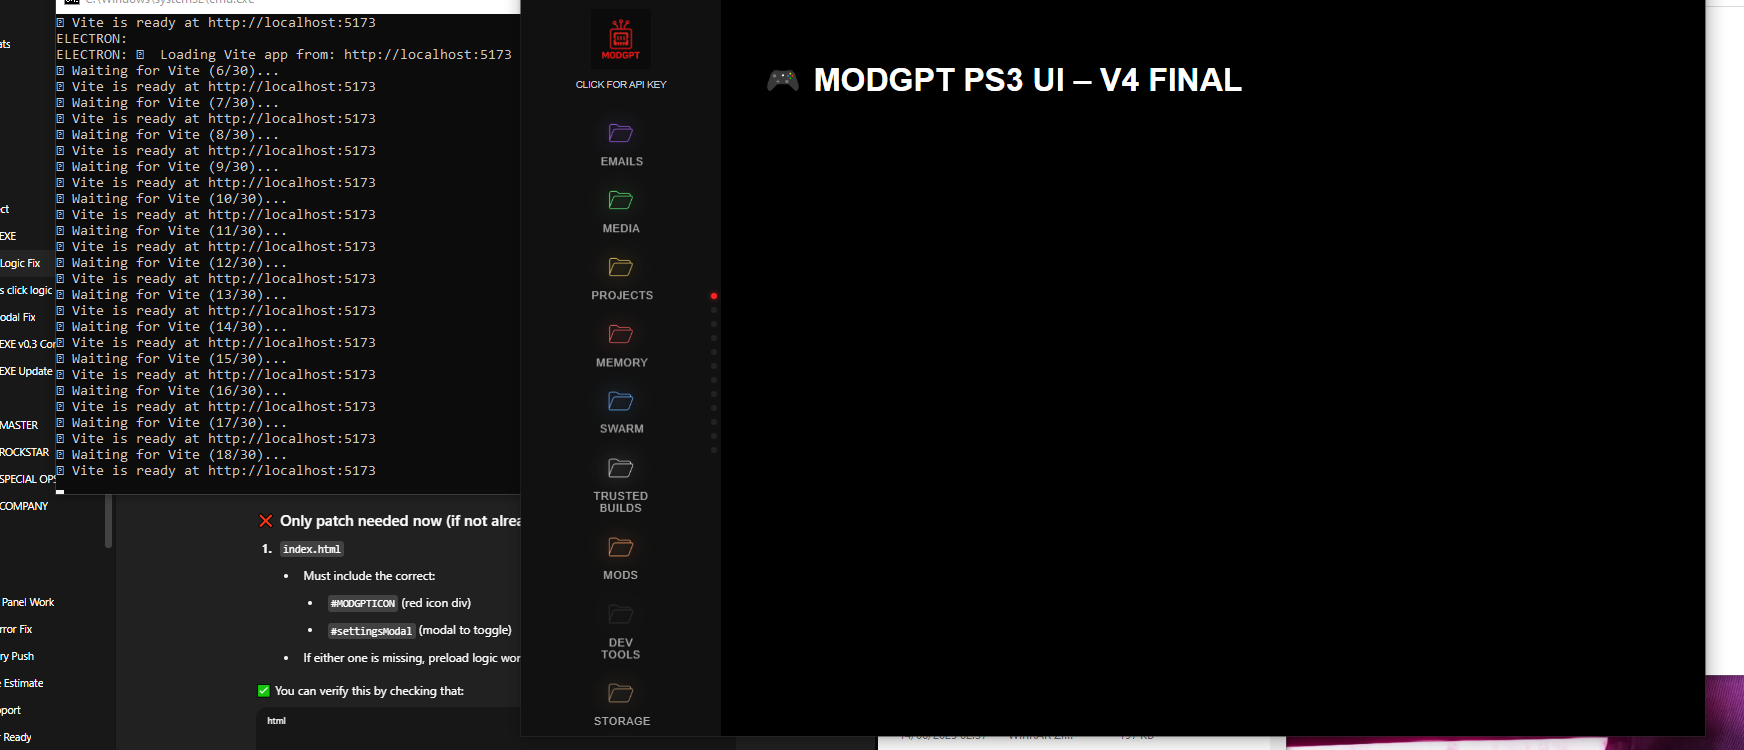 ats
ect
EXE
Logic Fix
s click logic
odal Fix
EXE v0.3 Cor
EXE Update
MASTER
ROCKSTAR
SPECIAL OPS
COMPANY
Panel Work
rror Fix
ry Push
Estimate
port
Ready
C:\Windows\system32\cmd.exe
Vite is ready at http://localhost:5173
ELECTRON:
ELECTRON: Loading Vite app from: http://localhost:5173
Waiting for Vite (6/30)...
Vite is ready at http://localhost:5173
Waiting for Vite (7/30)...
Vite is ready at http://localhost:5173
Waiting for Vite (8/30)...
Vite is ready at http://localhost:5173
Waiting for Vite (9/30)...
Vite is ready at http://localhost:5173
Waiting for Vite (10/30)...
Vite is ready at http://localhost:5173
Waiting for Vite (11/30)...
Vite is ready at http://localhost:5173
Waiting for Vite (12/30)...
Vite is ready at http://localhost:5173
Waiting for Vite (13/30)...
Vite is ready at http://localhost:5173
Waiting for Vite (14/30)...
Vite is ready at http://localhost:5173
Waiting for Vite (15/30)...
Vite is ready at http://localhost:5173
Waiting for Vite (16/30)...
Vite is ready at http://localhost:5173
Waiting for Vite (17/30)...
Vite is ready at http://localhost:5173
Waiting for Vite (18/30)...
Vite is ready at http://localhost:5173
❌ Only patch needed now (if not alrea
1. index.html
• Must include the correct:
• #MODGPTICON (red icon div)
• #settingsModal (modal to toggle)
• If either one is missing, preload logic wor
✅ You can verify this by checking that:
html
MODGPT
CLICK FOR API KEY
EMAILS
MEDIA
PROJECTS
MEMORY
SWARM
TRUSTED
BUILDS
MODS
DEV
TOOLS
STORAGE
🎮 MODGPT PS3 UI – V4 FINAL